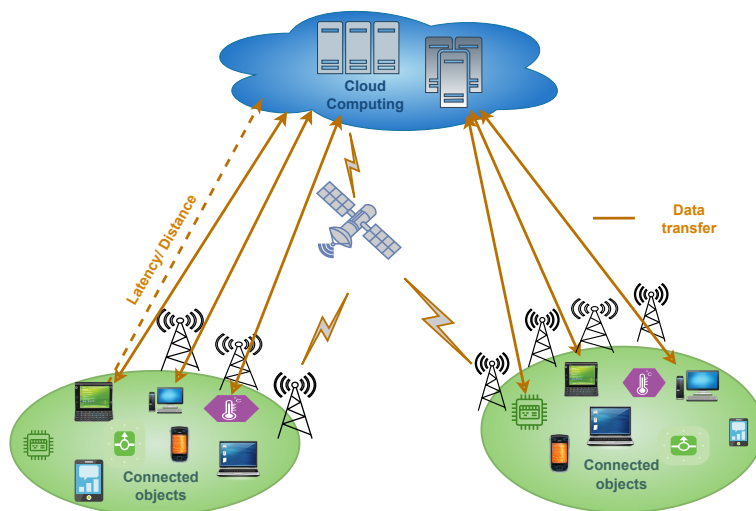 Cloud
Computing
Latency/ Distance
Data
transfer
°C
°C
Connected
objects
Connected
objects